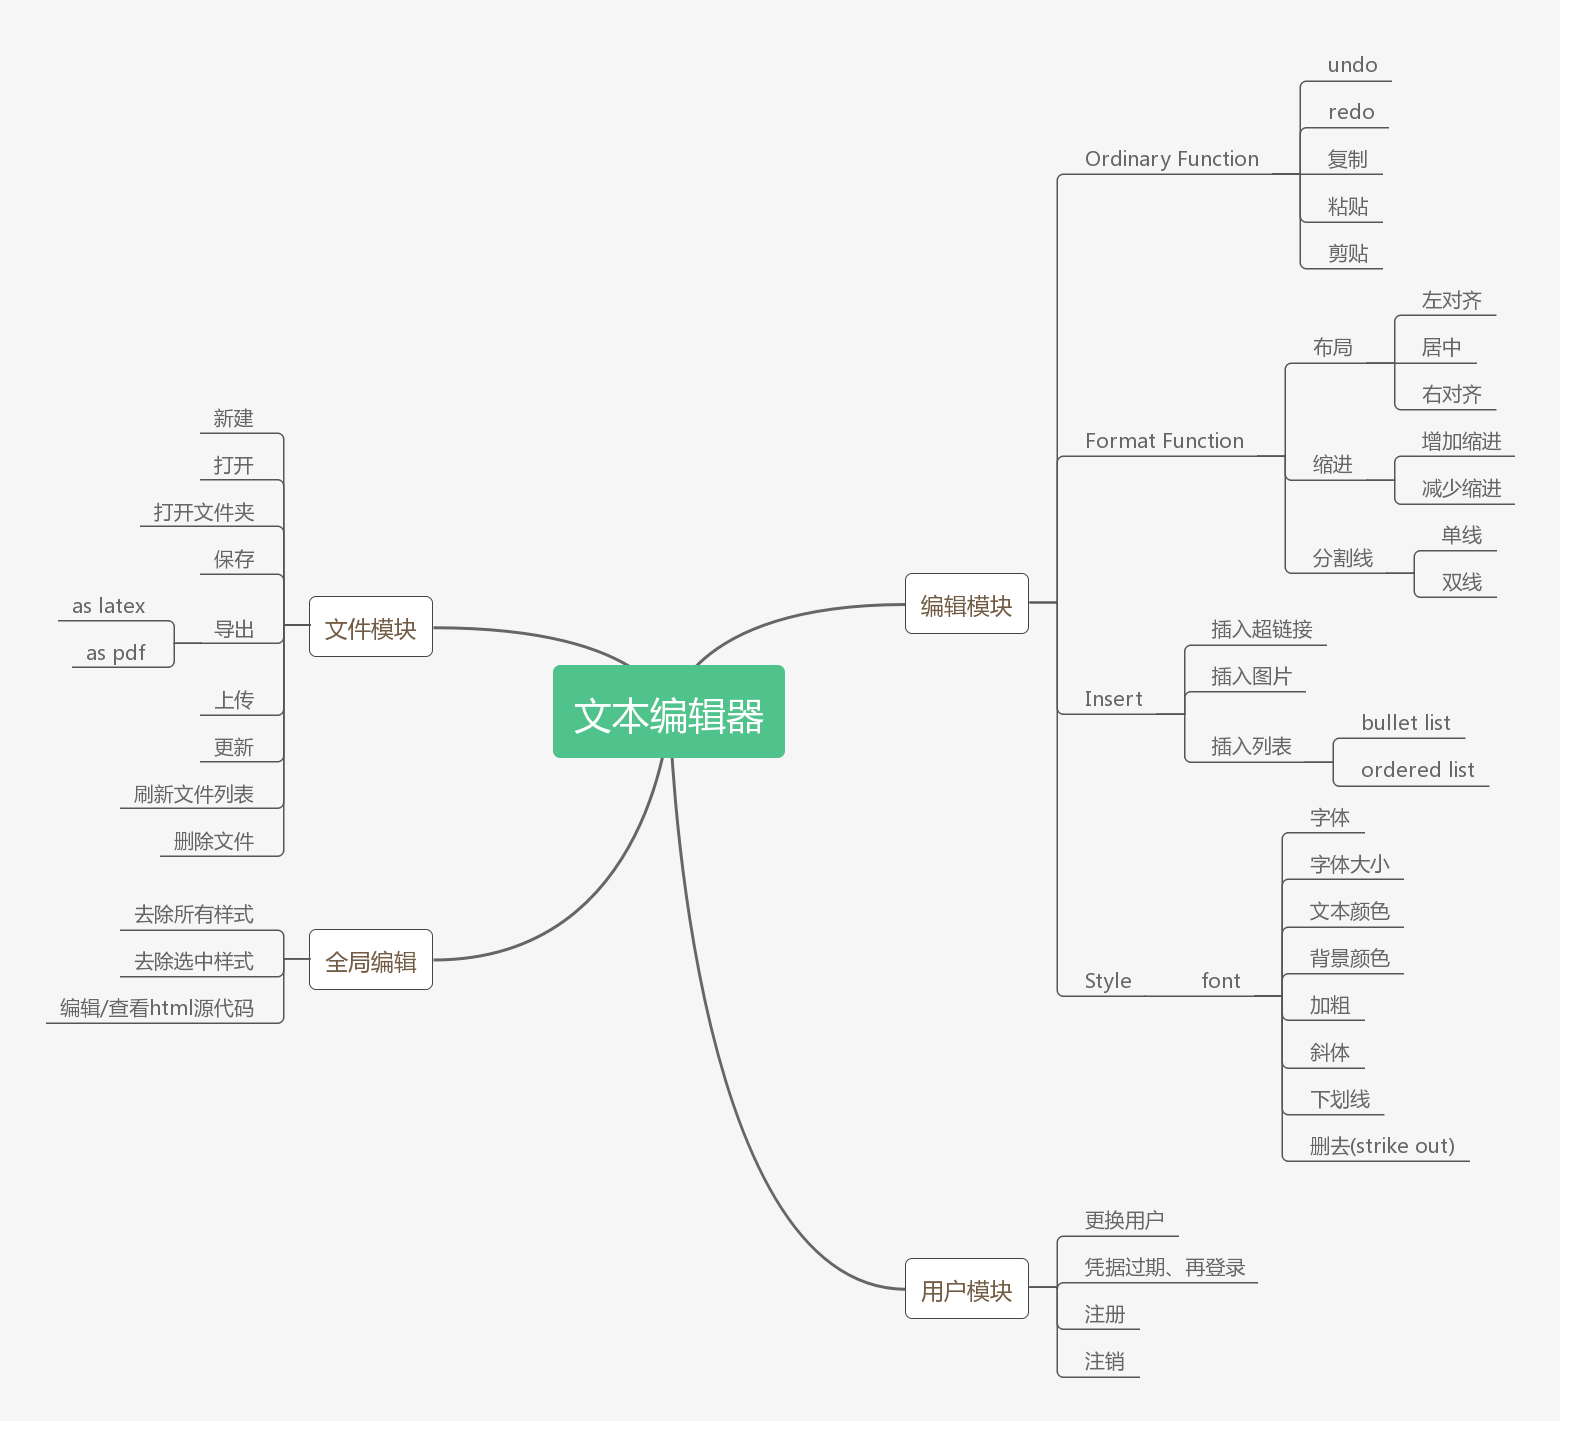 文本编辑器
编辑模块
Ordinary Function
undo
redo
复制
粘贴
剪贴
Format Function
布局
左对齐
居中
右对齐
缩进
增加缩进
减少缩进
分割线
单线
双线
Insert
插入超链接
插入图片
插入列表
bullet list
ordered list
Style
font
字体
字体大小
文本颜色
背景颜色
加粗
斜体
下划线
删去(strike out)
用户模块
更换用户
凭据过期、再登录
注册
注销
文件模块
新建
打开
打开文件夹
保存
导出
as latex
as pdf
上传
更新
刷新文件列表
删除文件
全局编辑
去除所有样式
去除选中样式
编辑/查看html源代码